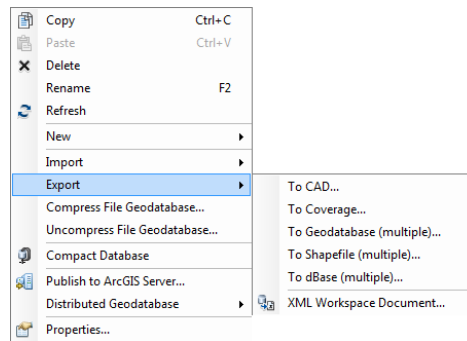 Copy Ctrl+C
Paste Ctrl+V
Delete
Rename F2
Refresh
New
Import
Export
Compress File Geodatabase...
Uncompress File Geodatabase...
Compact Database
Publish to ArcGIS Server...
Distributed Geodatabase
Properties...
To CAD...
To Coverage...
To Geodatabase (multiple)...
To Shapefile (multiple)...
To dBase (multiple)...
XML Workspace Document...